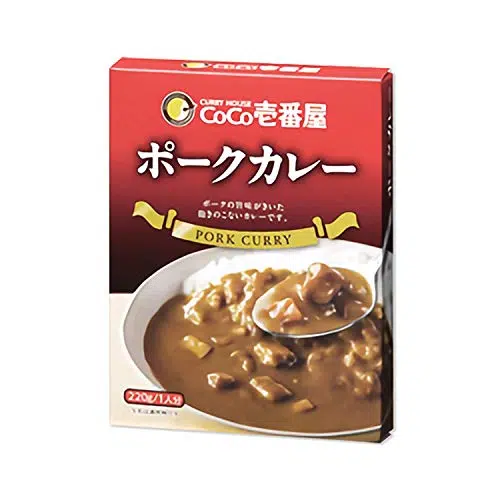 CURRY HOUSE
CoCo壱番屋
ポークカレー
ポークの旨味がきいた
飽きのこないカレーです。
PORK CURRY
220g/1人分